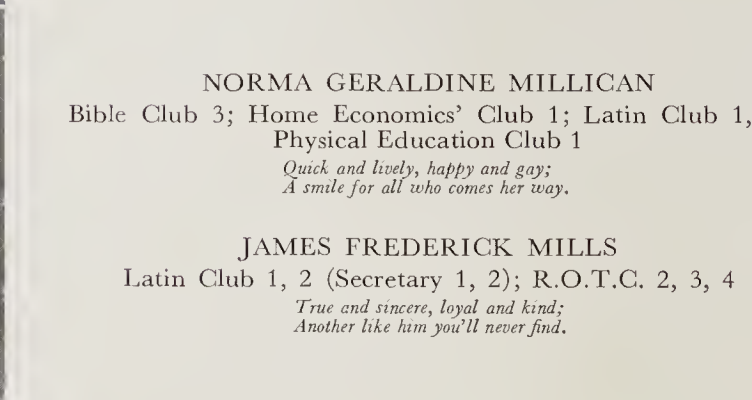 NORMA GERALDINE MILLICAN
Bible Club 3; Home Economics' Club 1; Latin Club 1,
Physical Education Club 1
Quick and lively, happy and gay;
A smile for all who comes her way.
JAMES FREDERICK MILLS
Latin Club 1, 2 (Secretary 1, 2); R.O.T.C. 2, 3, 4
True and sincere, loyal and kind;
Another like him you'll never find.